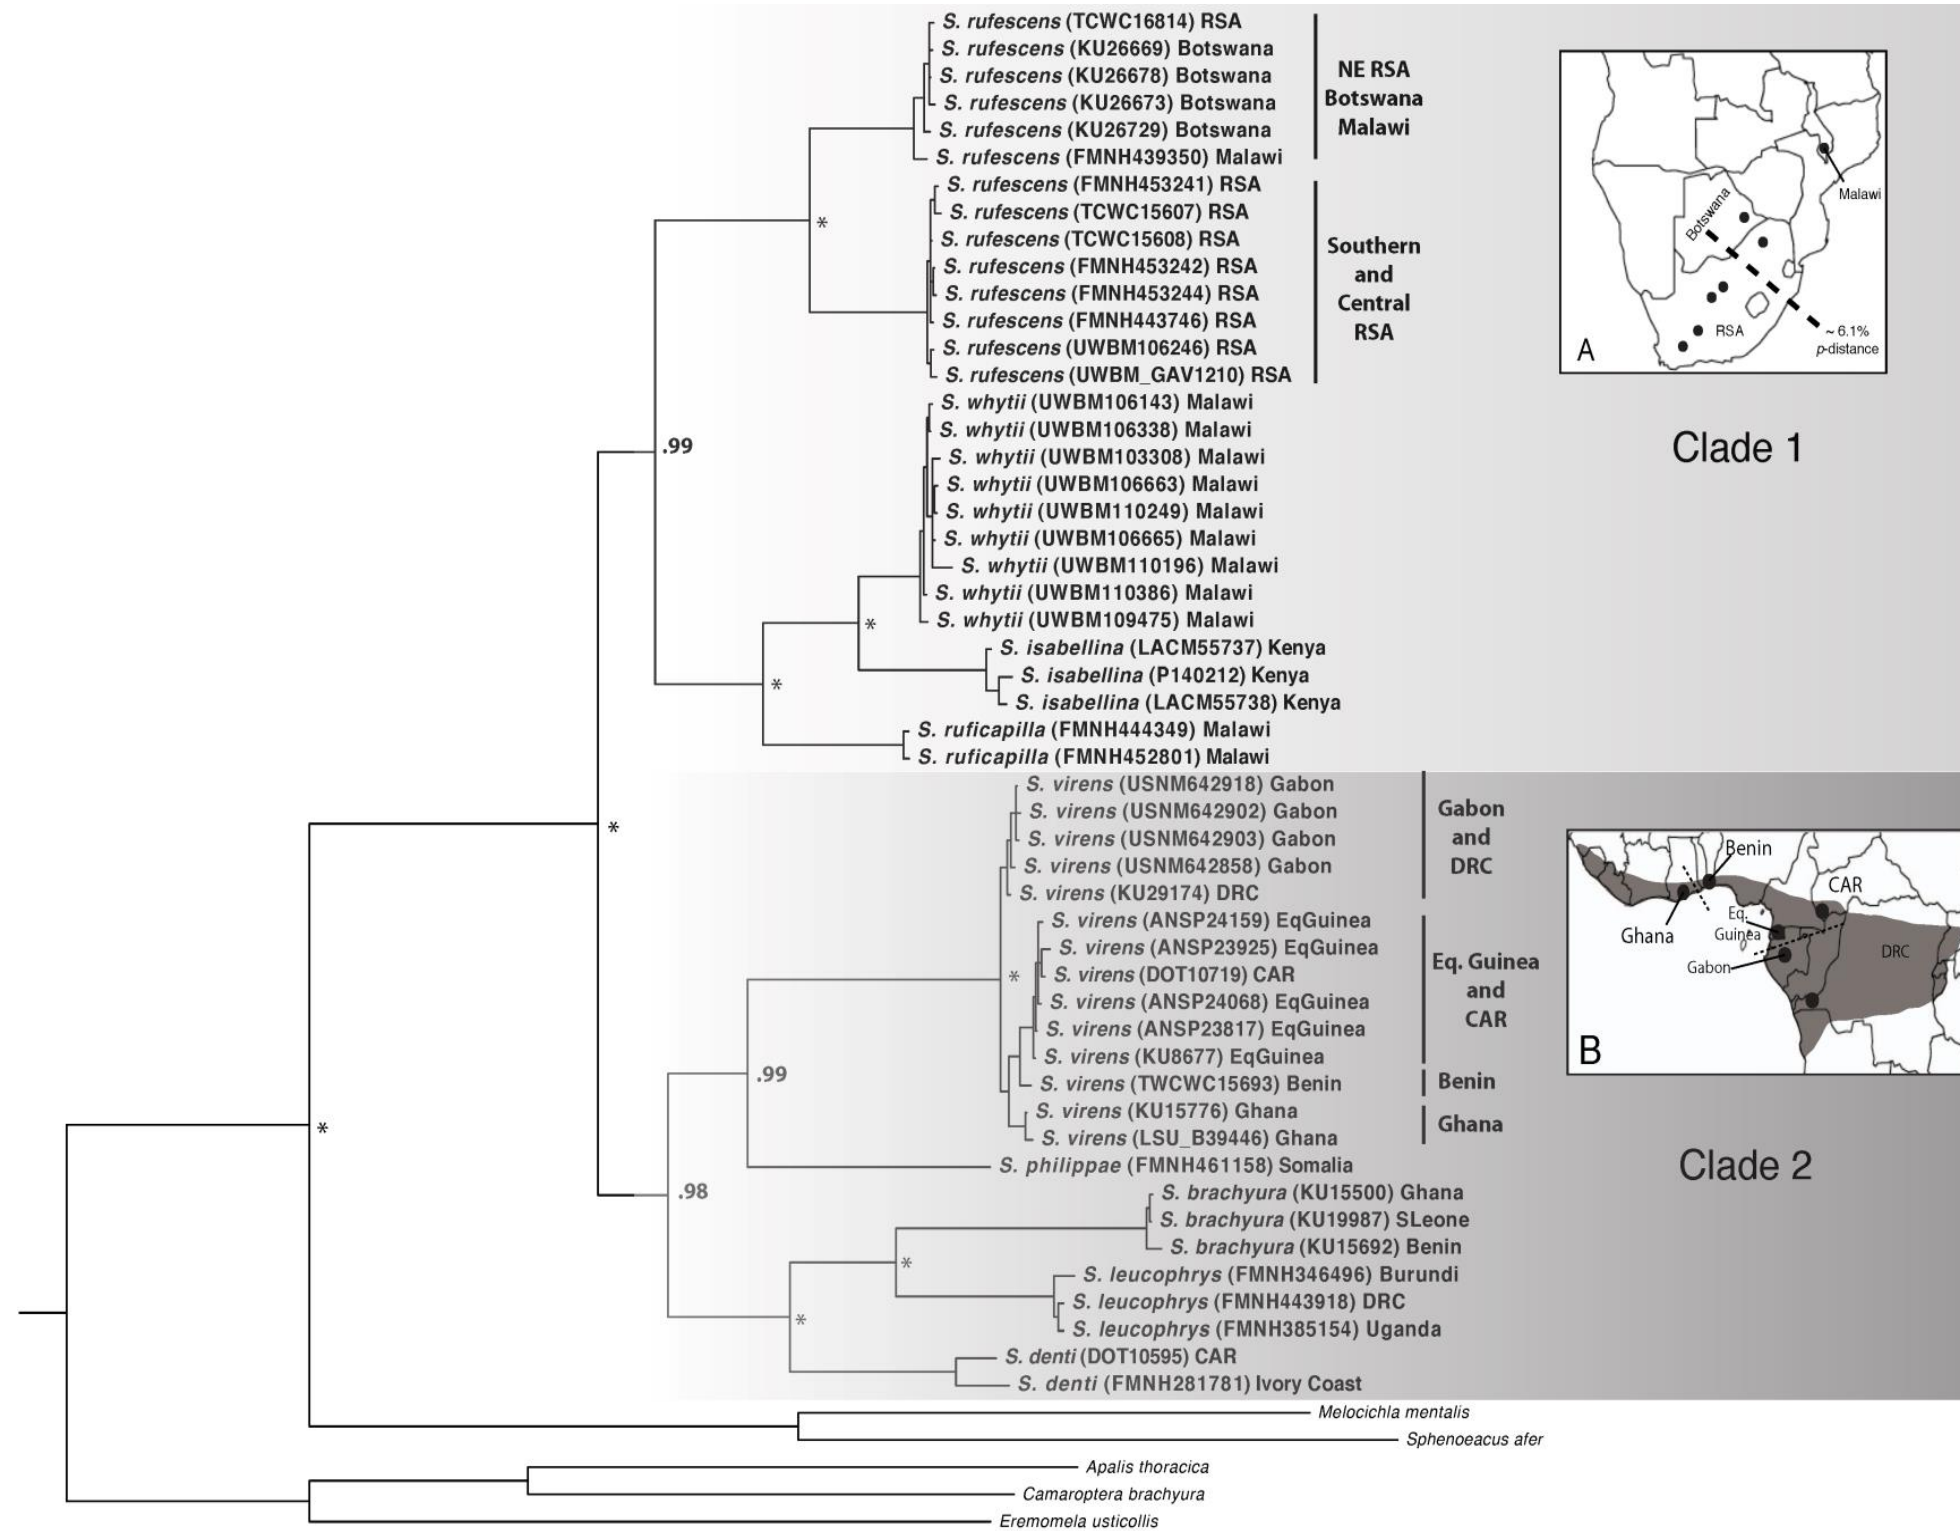 S. rufescens (TCWC16814) RSA
S. rufescens (KU26669) Botswana
S. rufescens (KU26678) Botswana
S. rufescens (KU26673) Botswana
S. rufescens (KU26729) Botswana
S. rufescens (FMNH439350) Malawi
NE RSA
Botswana
Malawi
S. rufescens (FMNH453241) RSA
S. rufescens (TCWC15607) RSA
S. rufescens (TCWC15608) RSA
S. rufescens (FMNH453242) RSA
S. rufescens (FMNH453244) RSA
S. rufescens (FMNH443746) RSA
S. rufescens (UWBM106246) RSA
S. rufescens (UWBM_GAV1210) RSA
Southern
and
Central
RSA
*
S. whytii (UWBM106143) Malawi
S. whytii (UWBM106338) Malawi
S. whytii (UWBM103308) Malawi
S. whytii (UWBM106663) Malawi
S. whytii (UWBM110249) Malawi
S. whytii (UWBM106665) Malawi
S. whytii (UWBM110196) Malawi
S. whytii (UWBM110386) Malawi
S. whytii (UWBM109475) Malawi
.99
*
S. isabellina (LACM55737) Kenya
S. isabellina (P140212) Kenya
S. isabellina (LACM55738) Kenya
*
S. ruficapilla (FMNH444349) Malawi
S. ruficapilla (FMNH452801) Malawi
Malawi
Botswana
RSA
~ 6.1%
p-distance
A
Clade 1
*
S. virens (USNM642918) Gabon
S. virens (USNM642902) Gabon
S. virens (USNM642903) Gabon
S. virens (USNM642858) Gabon
S. virens (KU29174) DRC
Gabon
and
DRC
S. virens (ANSP24159) EqGuinea
S. virens (ANSP23925) EqGuinea
S. virens (DOT10719) CAR
S. virens (ANSP24068) EqGuinea
S. virens (ANSP23817) EqGuinea
S. virens (KU8677) EqGuinea
Eq. Guinea
and
CAR
*
S. virens (TWCWC15693) Benin
Benin
S. virens (KU15776) Ghana
S. virens (LSU_B39446) Ghana
Ghana
.99
S. philippae (FMNH461158) Somalia
.98
S. brachyura (KU15500) Ghana
S. brachyura (KU19987) SLeone
S. brachyura (KU15692) Benin
*
S. leucophrys (FMNH346496) Burundi
S. leucophrys (FMNH443918) DRC
S. leucophrys (FMNH385154) Uganda
*
S. denti (DOT10595) CAR
S. denti (FMNH281781) Ivory Coast
Benin
CAR
Eq.
Guinea
Ghana
Gabon
DRC
B
Clade 2
*
Melocichla mentalis
Sphenoeacus afer
Apalis thoracica
Camaroptera brachyura
Eremomela usticollis